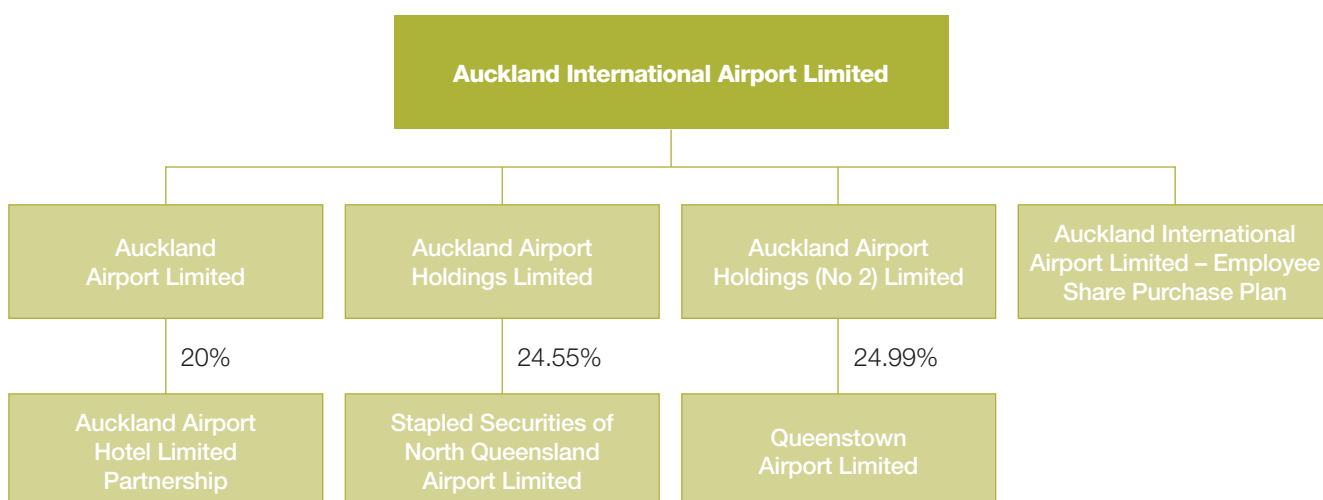 Auckland International Airport Limited
Auckland
Airport Limited
Auckland Airport
Holdings Limited
Auckland Airport
Holdings (No 2) Limited
Auckland International
Airport Limited – Employee
Share Purchase Plan
20%
24.55%
24.99%
Auckland Airport
Hotel Limited
Partnership
Stapled Securities of
North Queensland
Airport Limited
Queenstown
Airport Limited